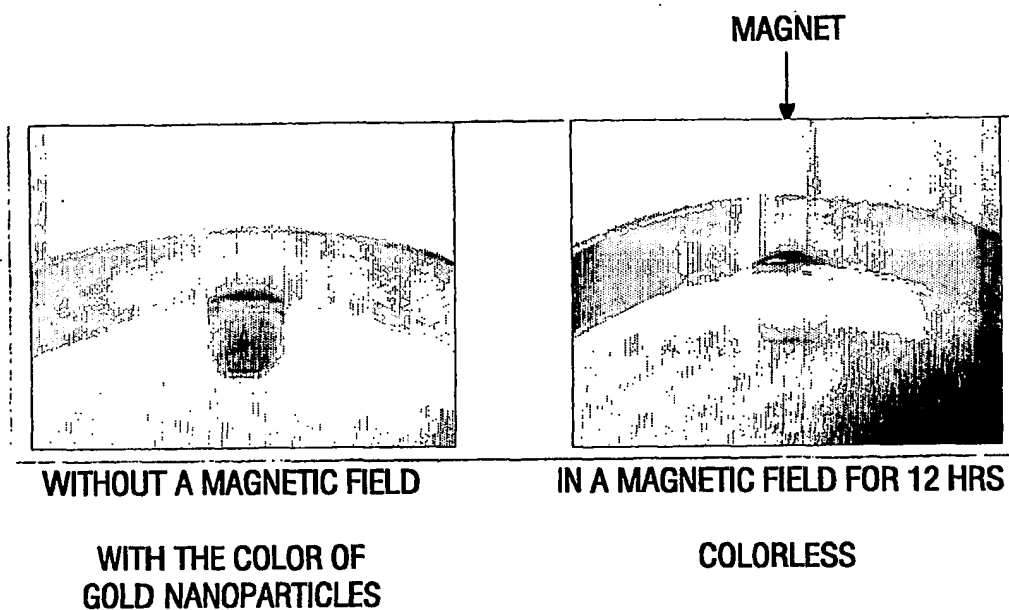 MAGNET
WITHOUT A MAGNETIC FIELD
IN A MAGNETIC FIELD FOR 12 HRS
WITH THE COLOR OF
GOLD NANOPARTICLES
COLORLESS